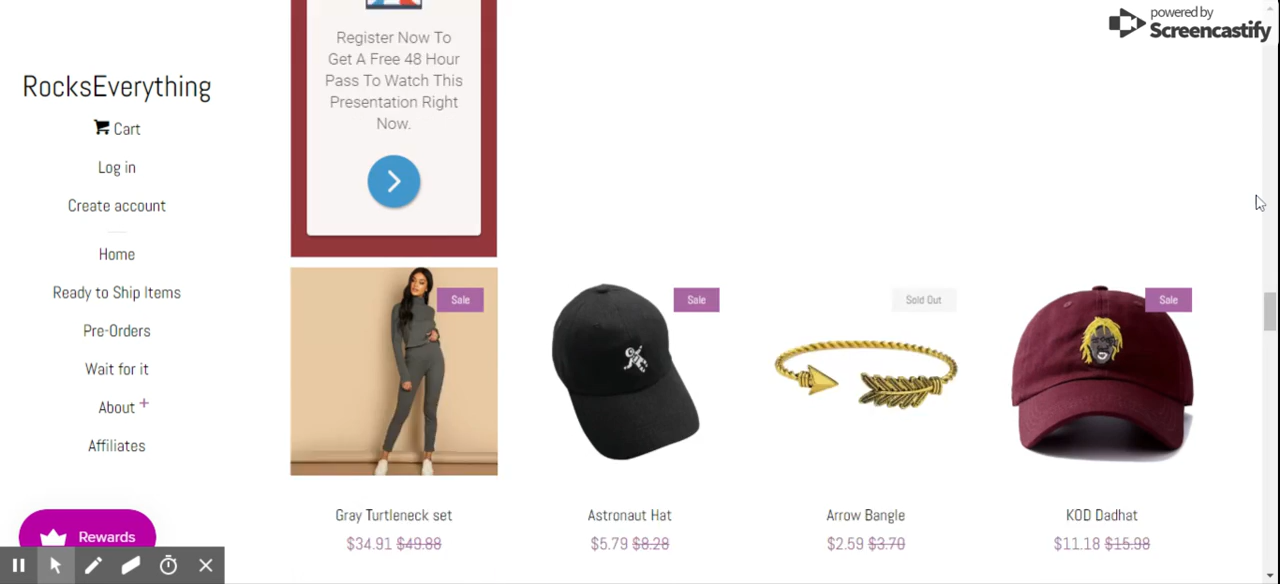 powered by
Screencastify
RocksEverything
Cart
Log in
Create account
Home
Ready to Ship Items
Pre-Orders
Wait for it
About +
Affiliates
Rewards
Register Now To
Get A Free 48 Hour
Pass To Watch This
Presentation Right
Now.
Sale
Sale
Sold Out
Sale
Gray Turtleneck set
$34.91 $49.88
Astronaut Hat
$5.79 $8.28
Arrow Bangle
$2.59 $3.70
KOD Dadhat
$11.18 $15.98